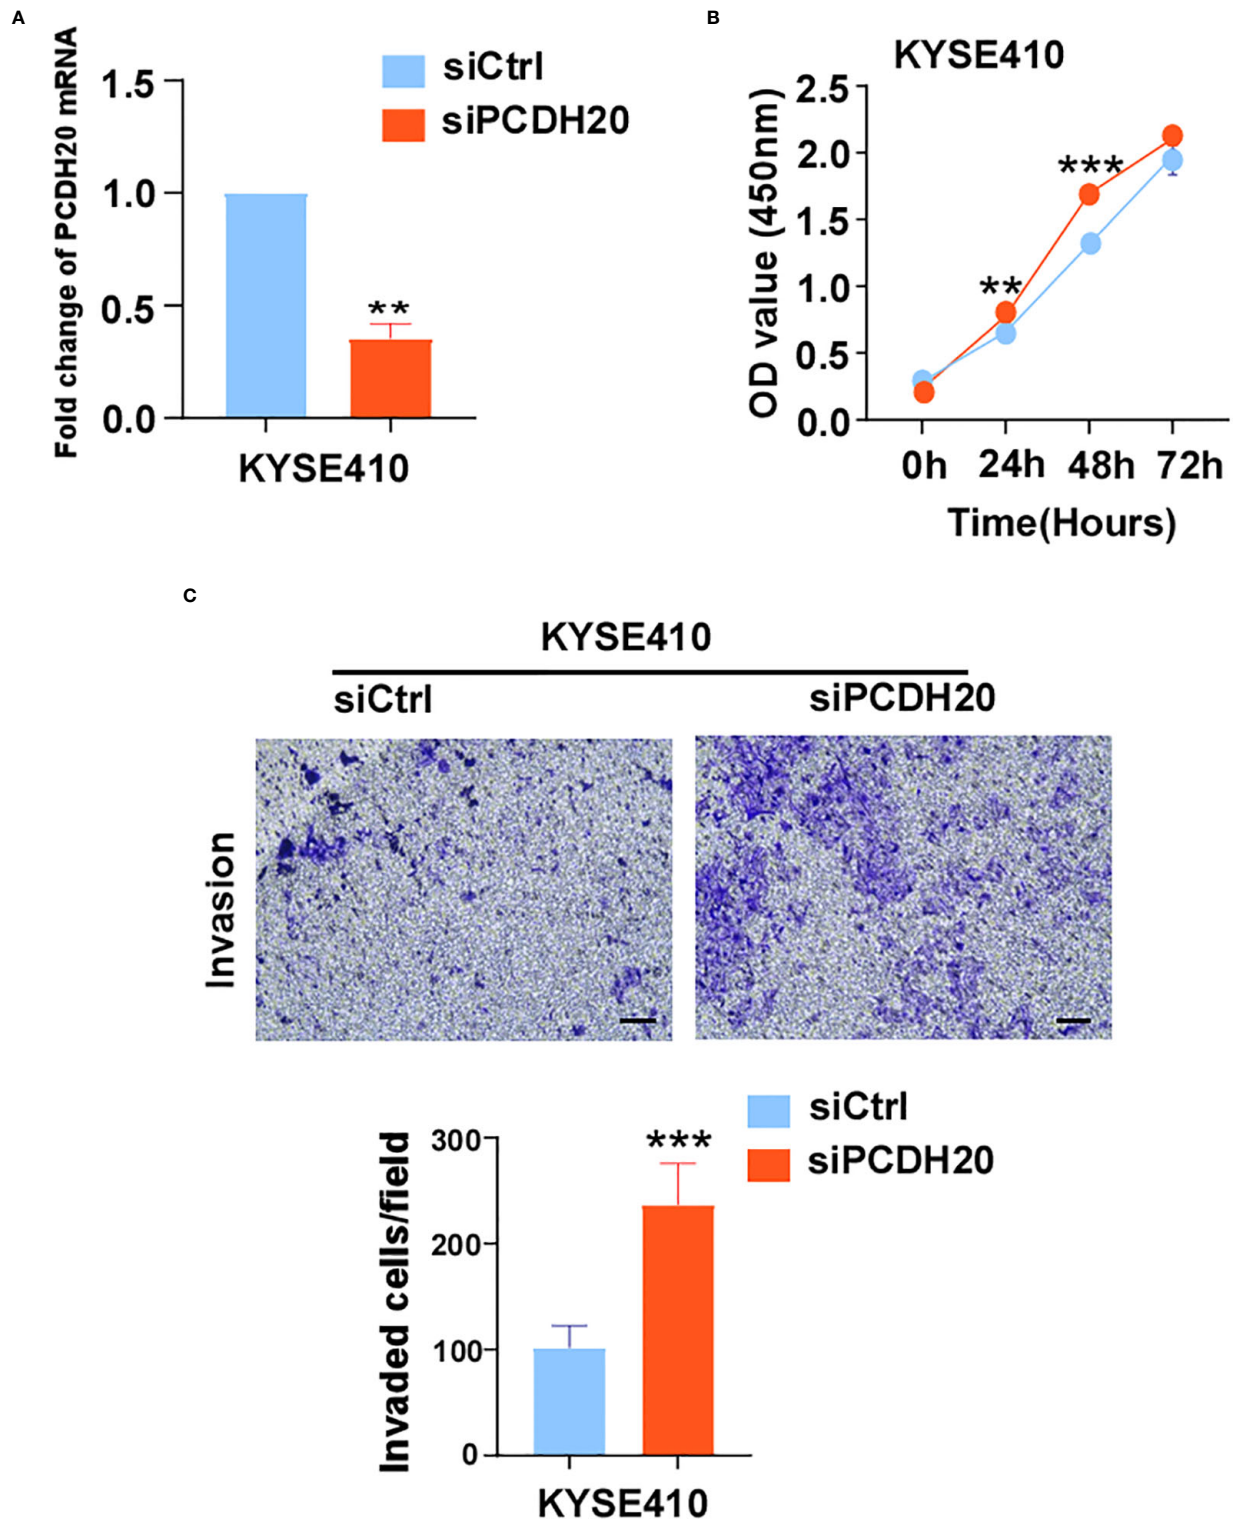 A
Fold change of PCDH20 mRNA
1.5
1.0
0.5
0.0
siCtrl
siPCDH20
**
KYSE410
B
KYSE410
OD value (450nm)
2.5
2.0
1.5
1.0
0.5
0.0
**
***
0h 24h 48h 72h
Time(Hours)
C
KYSE410
siCtrl siPCDH20
Invasion
Invaded cells/field
300
200
100
0
***
siCtrl
siPCDH20
KYSE410